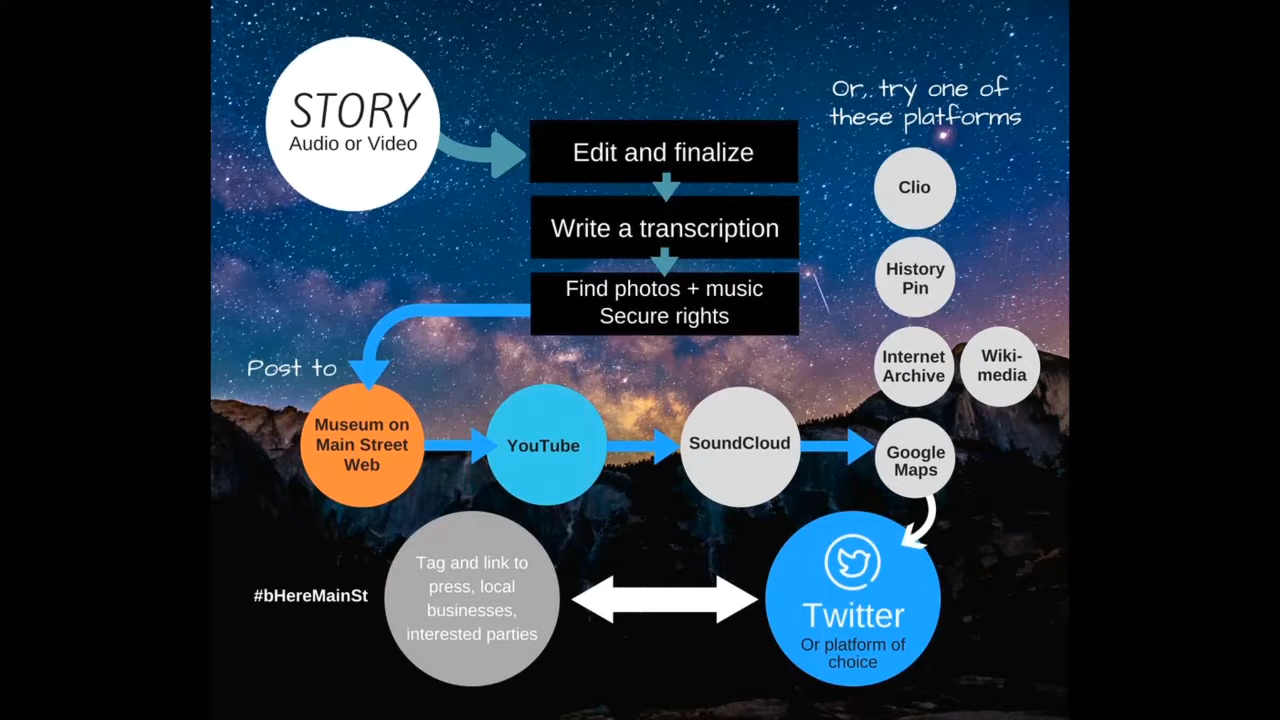 STORY
Audio or Video
Edit and finalize
Write a transcription
Find photos + music
Secure rights
Or, try one of
these platforms
Clio
History
Pin
Internet
Archive
Wiki-
media
Google
Maps
Post to
Museum on
Main Street
Web
YouTube
SoundCloud
#bHereMainSt
Tag and link to
press, local
businesses,
interested parties
Twitter
Or platform of
choice